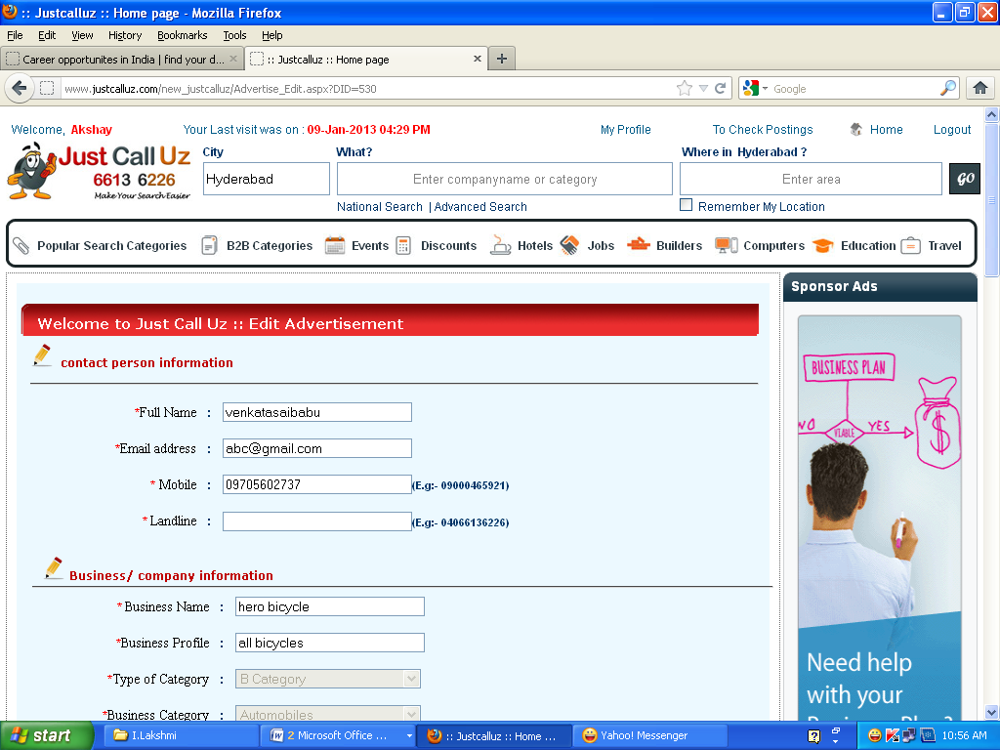 :: Justcalluz :: Home page - Mozilla Firefox
File Edit View History Bookmarks Tools Help
Career opportunites in India | find your d...
:: Justcalluz :: Home page
www.justcalluz.com/new_justcalluz/Advertise_Edit.aspx?DID=530
Google
Welcome, Akshay
Your Last visit was on : 09-Jan-2013 04:29 PM
My Profile
To Check Postings
Home
Logout
Just Call Uz
6613 6226
Make Your Search Easier
City
What?
Where in Hyderabad ?
Hyderabad
Enter companyname or category
Enter area
GO
National Search | Advanced Search
Remember My Location
Popular Search Categories
B2B Categories
Events
Discounts
Hotels
Jobs
Builders
Computers
Education
Travel
Sponsor Ads
Welcome to Just Call Uz :: Edit Advertisement
contact person information
*Full Name : venkatasaibabu
*Email address : abc@gmail.com
* Mobile : 09705602737 (E.g:- 09000465921)
* Landline : (E.g:- 04066136226)
Business/ company information
* Business Name : hero bicycle
*Business Profile : all bicycles
*Type of Category : B Category
*Business Category : Automobiles
BUSINESS PLAN
NO
VIABLE
YES
$
Need help
with your
Business Plan?
start
I.Lakshmi
2 Microsoft Office ...
:: Justcalluz :: Home ...
Yahoo! Messenger
10:56 AM